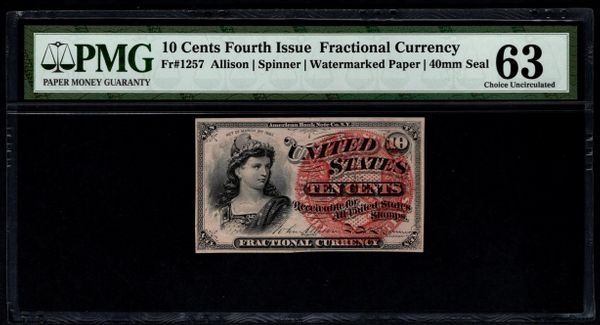 PMG
PAPER MONEY GUARANTY
10 Cents Fourth Issue Fractional Currency
Fr#1257 Allison | Spinner | Watermarked Paper | 40mm Seal
63
Choice Uncirculated
American Bank Note Co. N.Y.
10
UNITED
STATES
TEN CENTS
Receivable for
All United States
Stamps.
FRACTIONAL CURRENCY